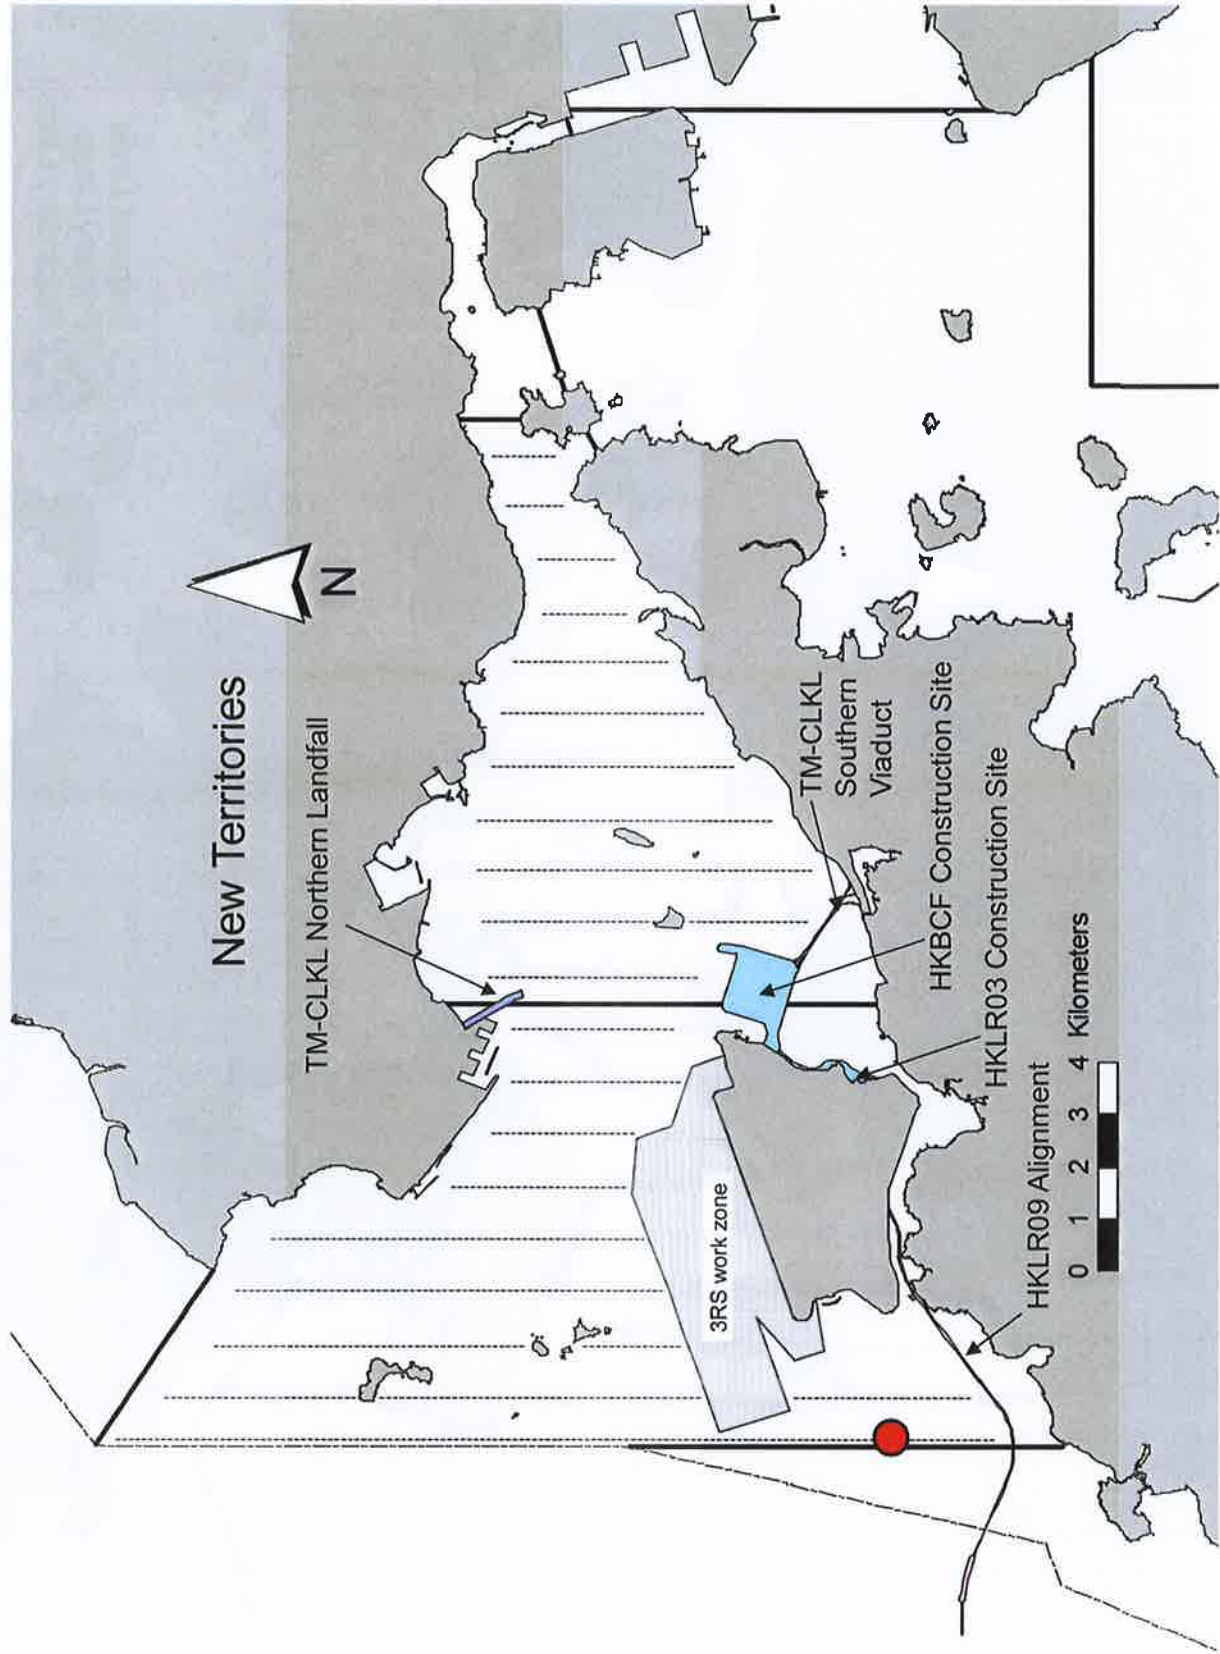 New Territories
N
TM-CLKL Northern Landfall
3RS work zone
TM-CLKL
Southern
Viaduct
HKBCF Construction Site
HKLR03 Construction Site
HKLR09 Alignment
0 1 2 3 4 Kilometers